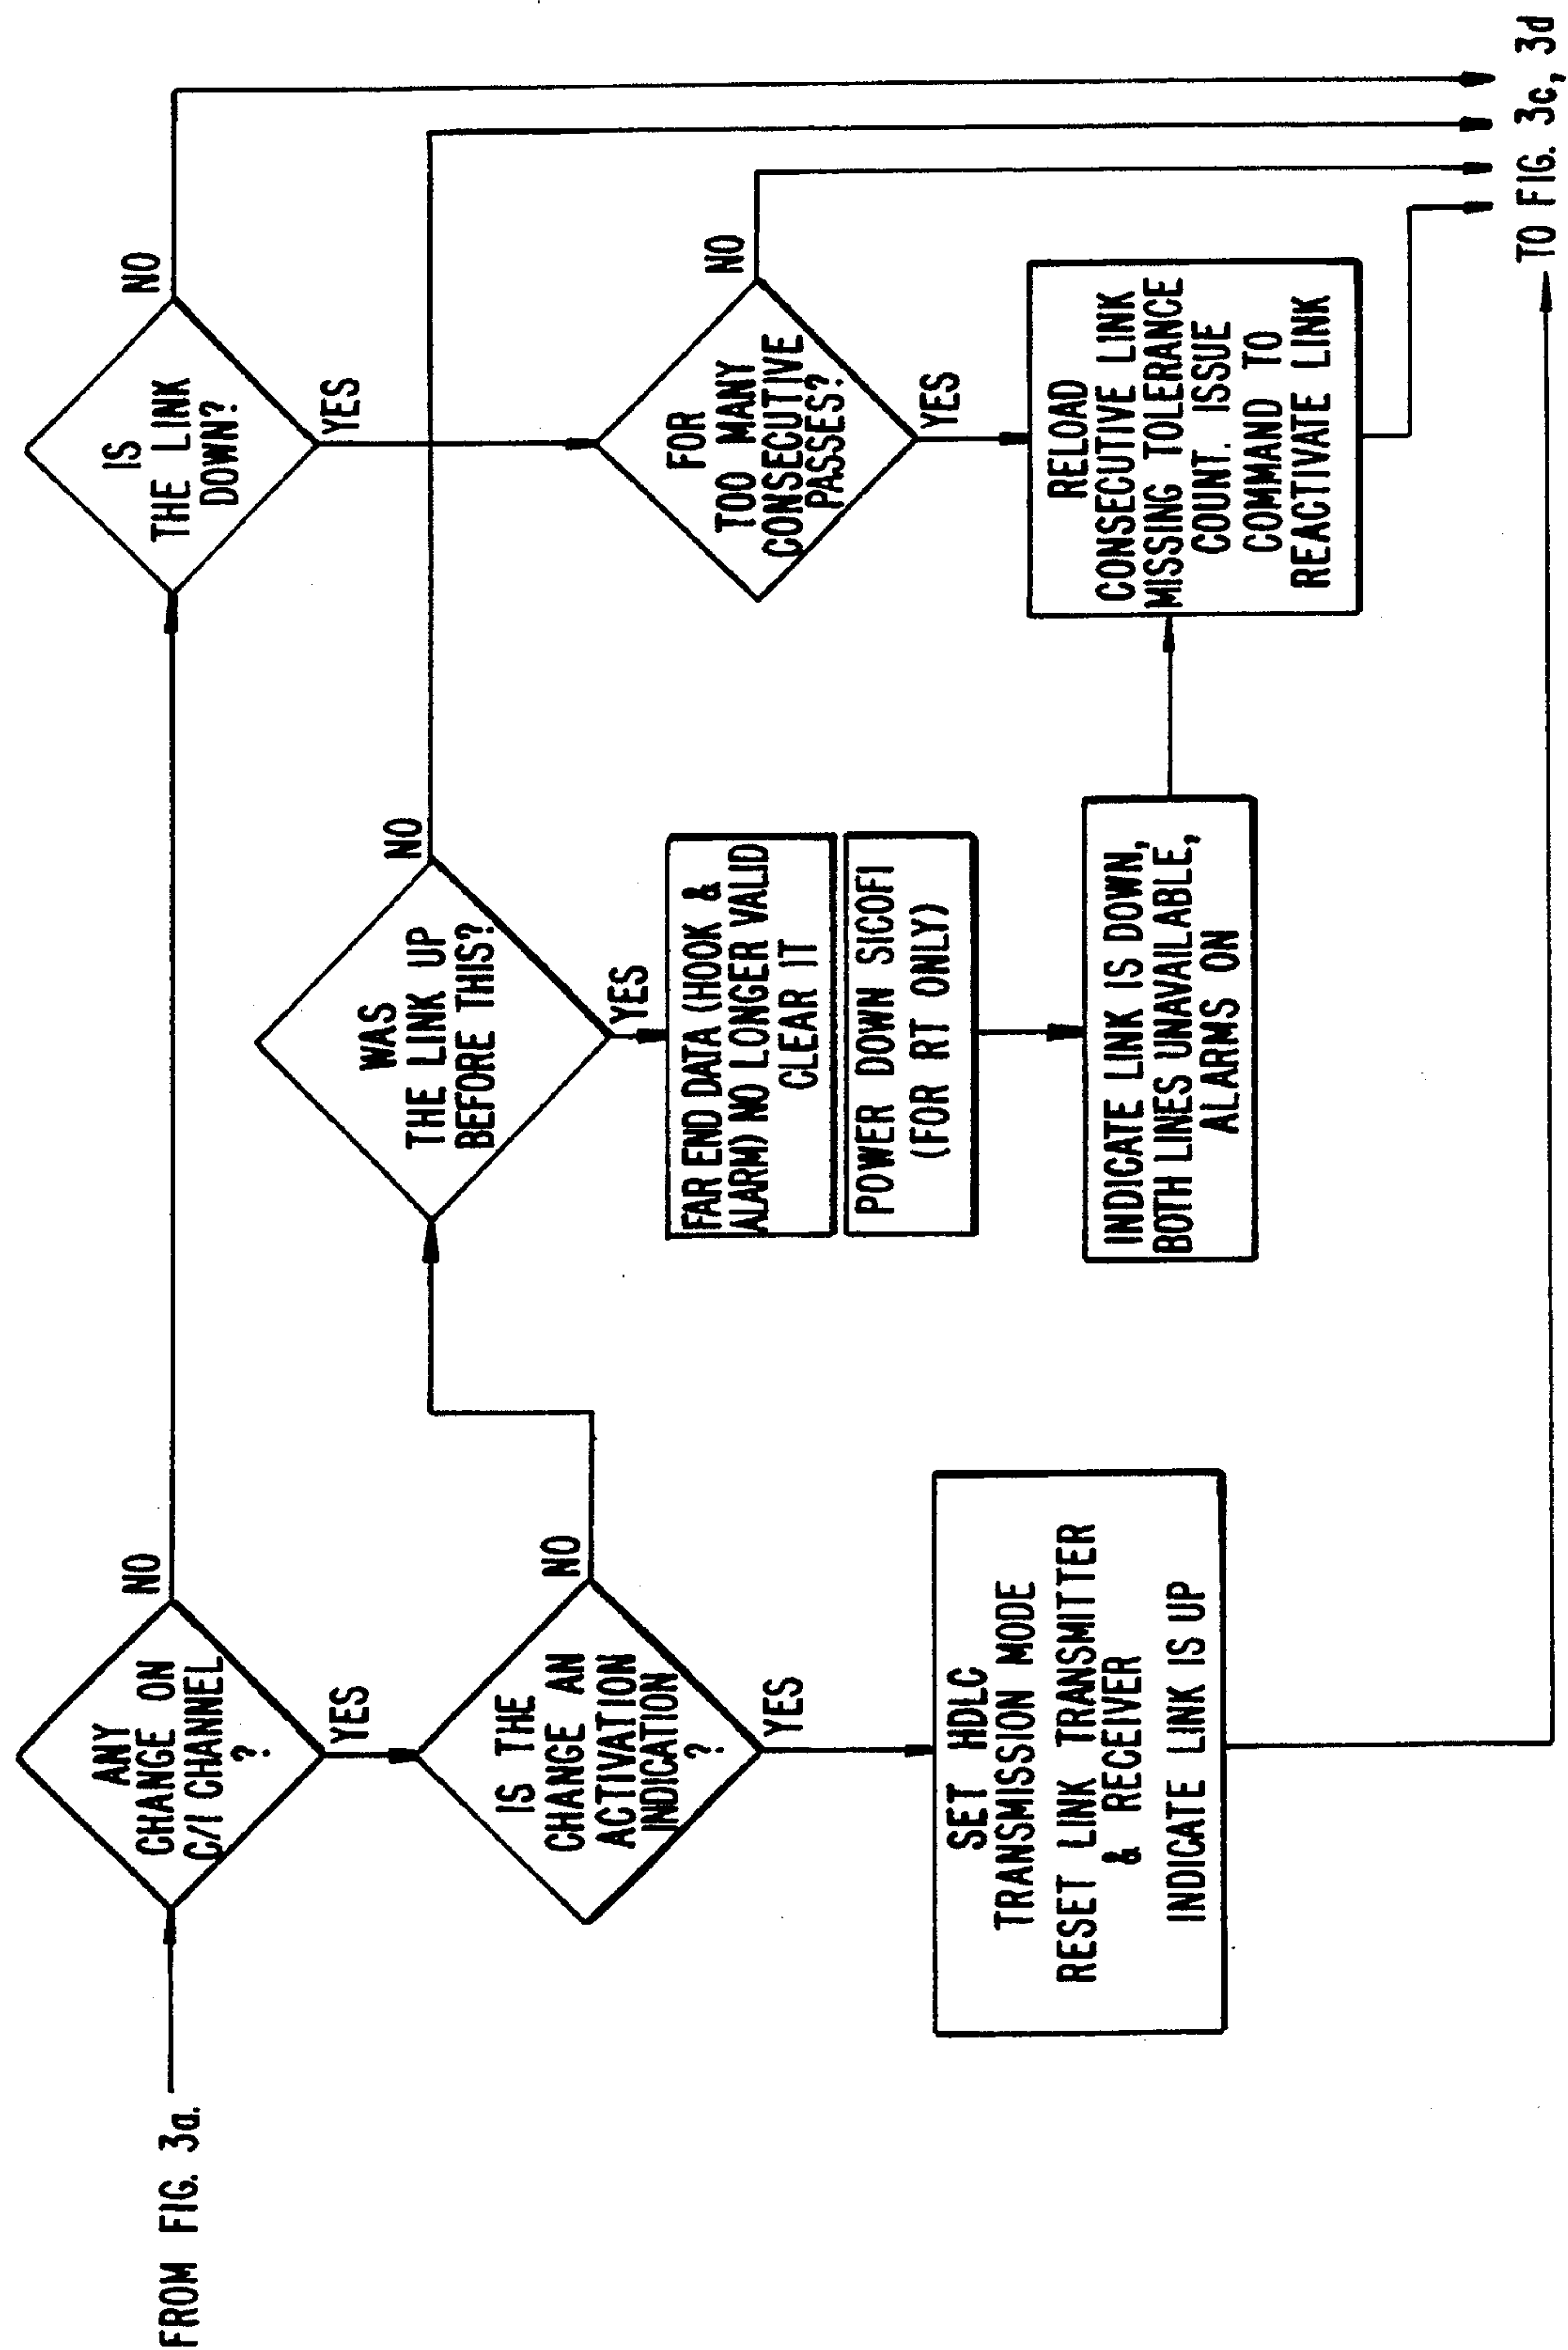 FROM FIG. 3a.
ANY
CHANGE ON
C/I CHANNEL
?
NO
YES
IS THE
CHANGE AN
ACTIVATION
INDICATION
?
NO
YES
SET HDLC
TRANSMISSION MODE
RESET LINK TRANSMITTER
& RECEIVER
INDICATE LINK IS UP
WAS
THE LINK UP
BEFORE THIS?
NO
YES
FAR END DATA (HOOK &
ALARM) NO LONGER VALID
CLEAR IT
POWER DOWN SICOFI
(FOR RT ONLY)
INDICATE LINK IS DOWN,
BOTH LINES UNAVAILABLE,
ALARMS ON
IS
THE LINK
DOWN?
NO
YES
FOR
TOO MANY
CONSECUTIVE
PASSES?
NO
YES
RELOAD
CONSECUTIVE LINK
MISSING TOLERANCE
COUNT. ISSUE
COMMAND TO
REACTIVATE LINK
TO FIG. 3c, 3d